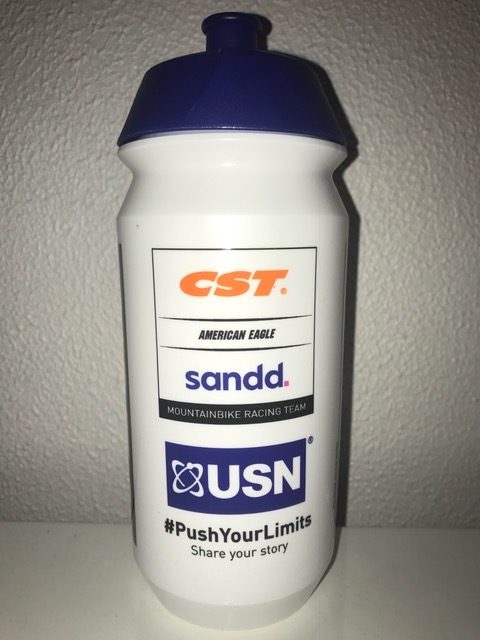 CST®
AMERICAN EAGLE
sandd.
MOUNTAINBIKE RACING TEAM
USN®
#PushYourLimits
Share your story